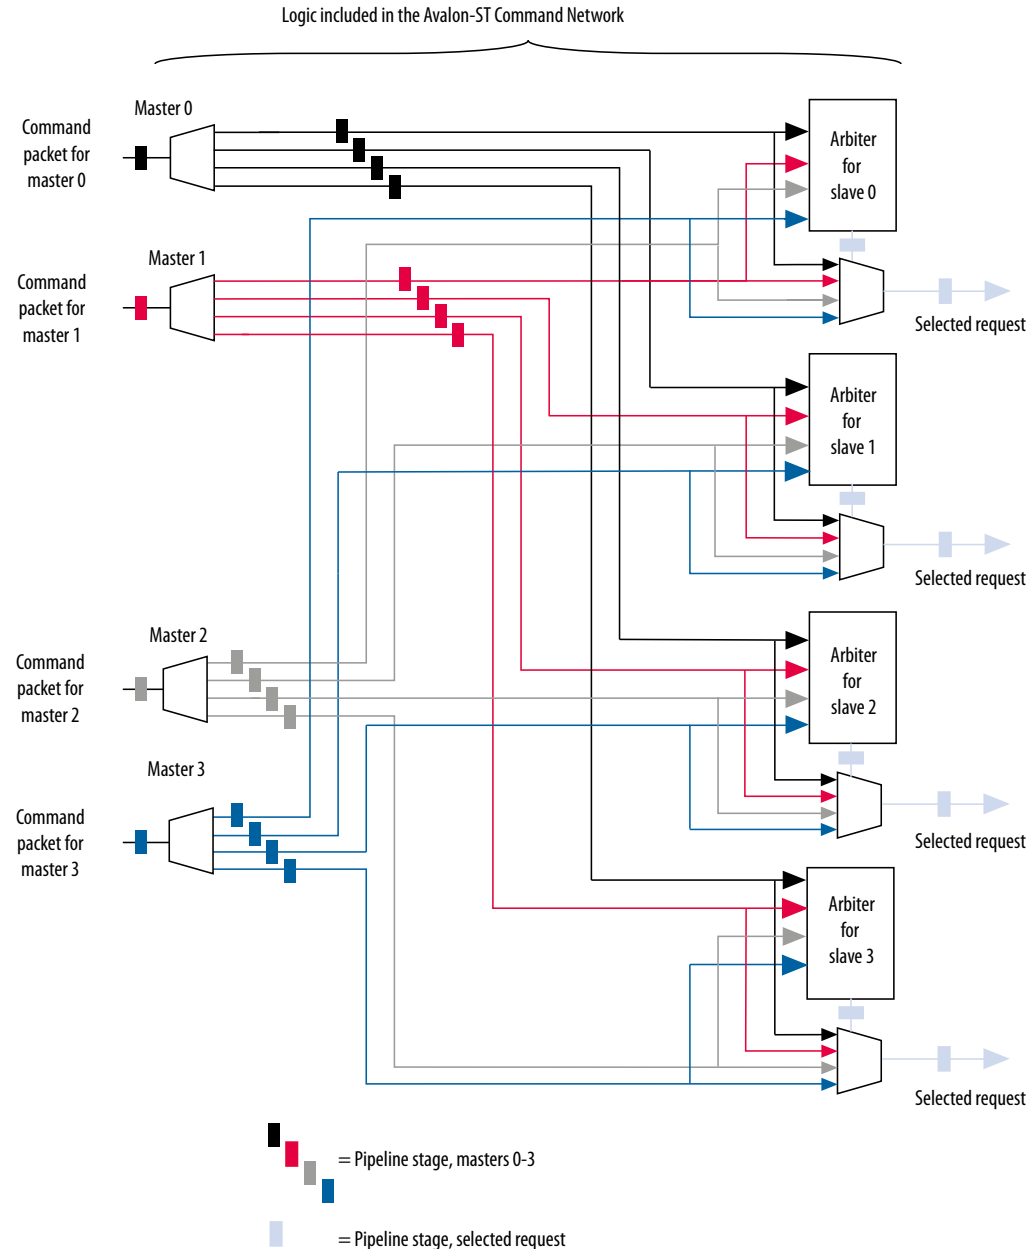 Logic included in the Avalon-ST Command Network
Master 0
Command
packet for
master 0
Arbiter
for
slave 0
Master 1
Command
packet for
master 1
Selected request
Arbiter
for
slave 1
Selected request
Master 2
Command
packet for
master 2
Arbiter
for
slave 2
Master 3
Command
packet for
master 3
Selected request
Arbiter
for
slave 3
Selected request
= Pipeline stage, masters 0-3
= Pipeline stage, selected request